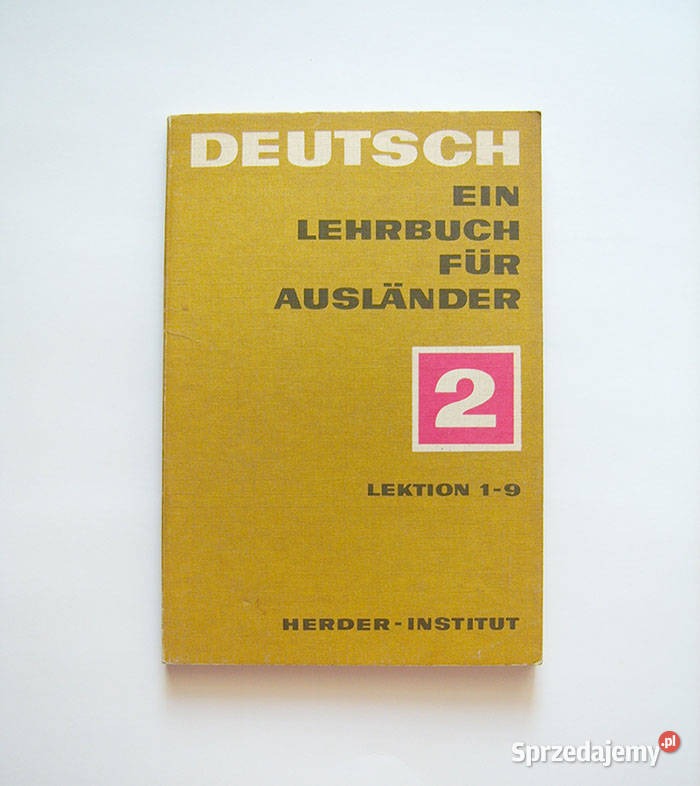 DEUTSCH
EIN
LEHRBUCH
FÜR
AUSLÄNDER
2
LEKTION 1-9
HERDER-INSTITUT
Sprzedajemy.pl